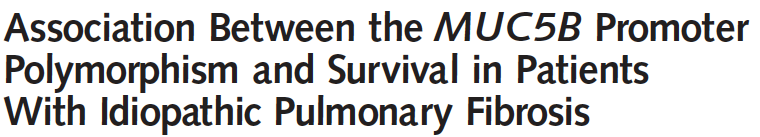 Association Between the MUC5B Promoter
Polymorphism and Survival in Patients
With Idiopathic Pulmonary Fibrosis